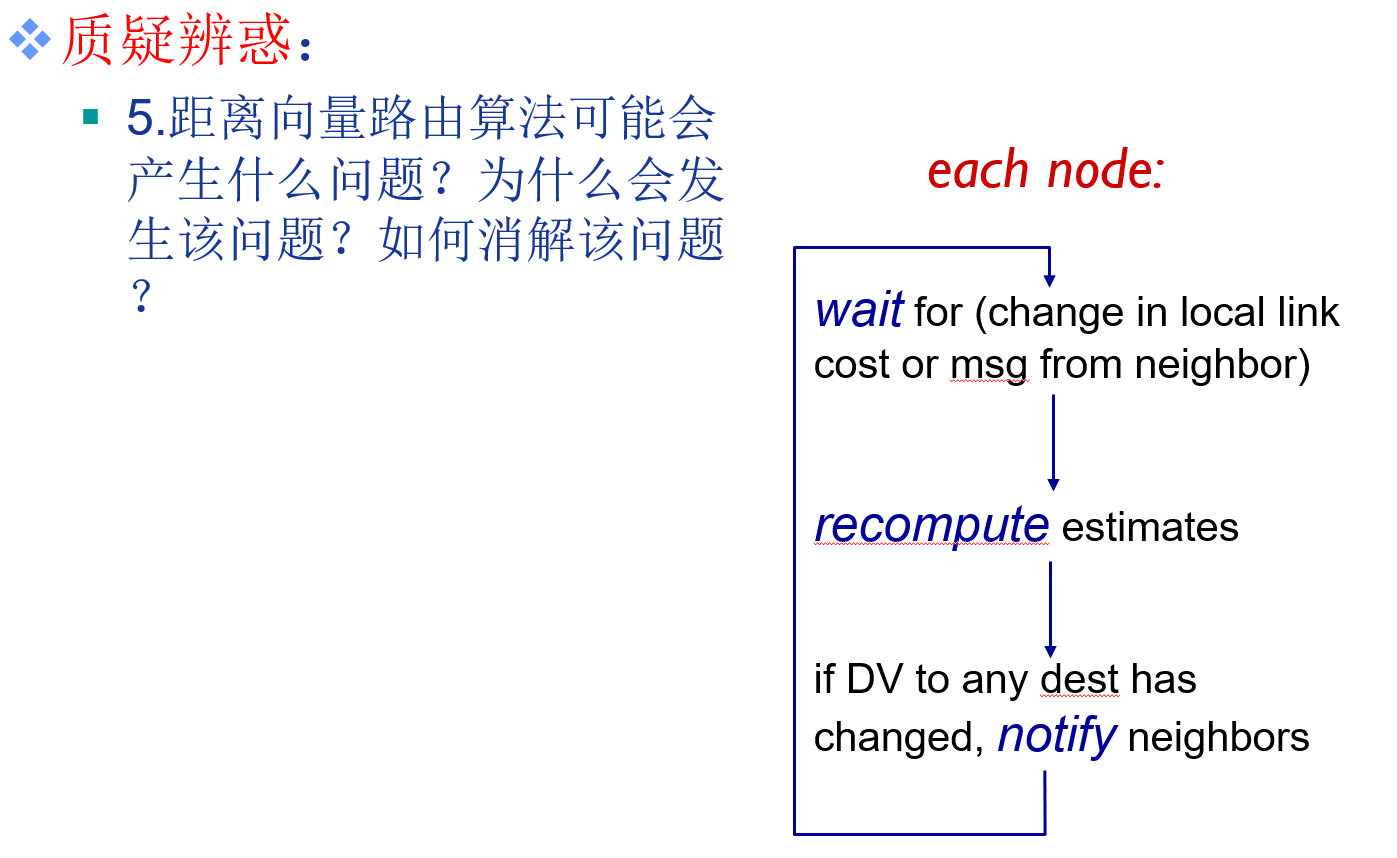 质疑辨惑：
5.距离向量路由算法可能会
产生什么问题？为什么会发
生该问题？如何消解该问题
？
each node:
wait for (change in local link
cost or msg from neighbor)
recompute estimates
if DV to any dest has
changed, notify neighbors